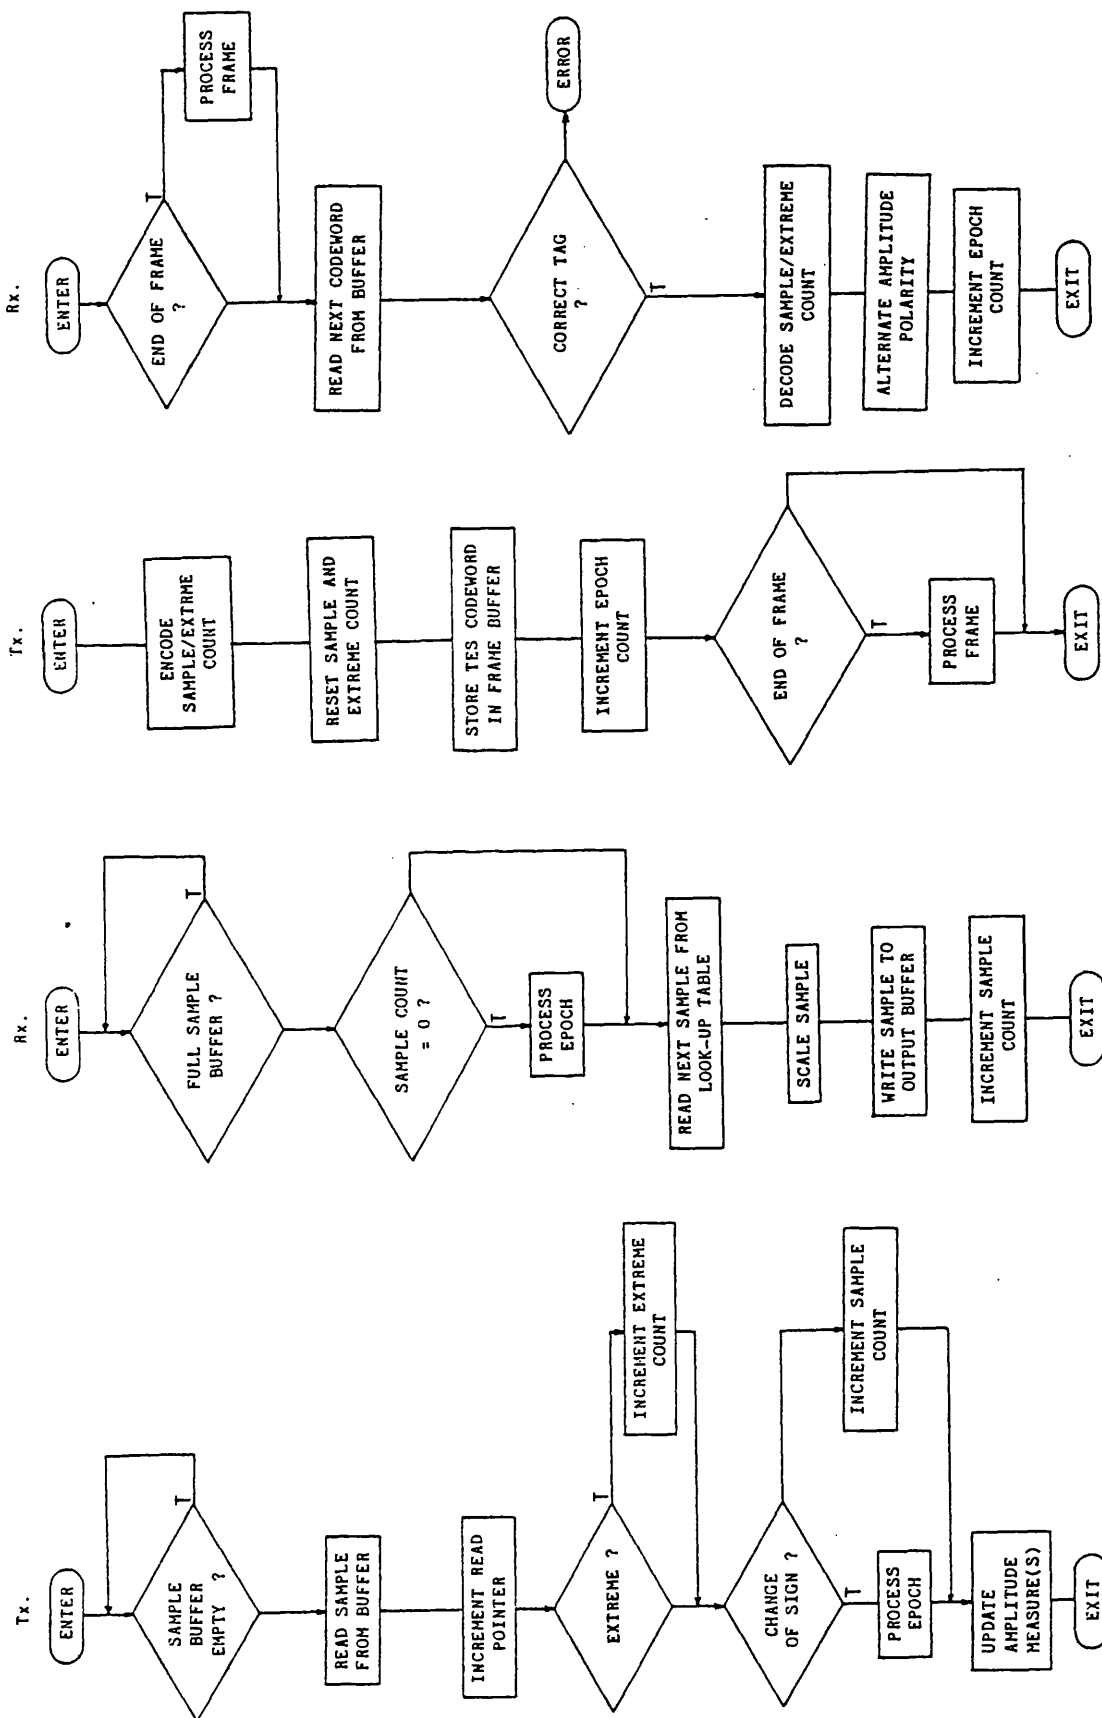 Tx.
ENTER
SAMPLE
BUFFER
EMPTY ?
T
READ SAMPLE
FROM BUFFER
INCREMENT READ
POINTER
EXTREME ?
T
INCREMENT EXTREME
COUNT
CHANGE
OF SIGN ?
T
INCREMENT SAMPLE
COUNT
PROCESS
EPOCH
UPDATE
AMPLITUDE
MEASURE(S)
EXIT
Rx.
ENTER
FULL SAMPLE
BUFFER ?
T
SAMPLE COUNT
= 0 ?
T
PROCESS
EPOCH
READ NEXT SAMPLE FROM
LOOK-UP TABLE
SCALE SAMPLE
WRITE SAMPLE TO
OUTPUT BUFFER
INCREMENT SAMPLE
COUNT
EXIT
Tx.
ENTER
ENCODE
SAMPLE/EXTRME
COUNT
RESET SAMPLE AND
EXTREME COUNT
STORE TES CODEWORD
IN FRAME BUFFER
INCREMENT EPOCH
COUNT
END OF FRAME
?
T
PROCESS
FRAME
EXIT
Rx.
ENTER
END OF FRAME
?
T
PROCESS
FRAME
READ NEXT CODEWORD
FROM BUFFER
CORRECT TAG
?
ERROR
T
DECODE SAMPLE/EXTREME
COUNT
ALTERNATE AMPLITUDE
POLARITY
INCREMENT EPOCH
COUNT
EXIT